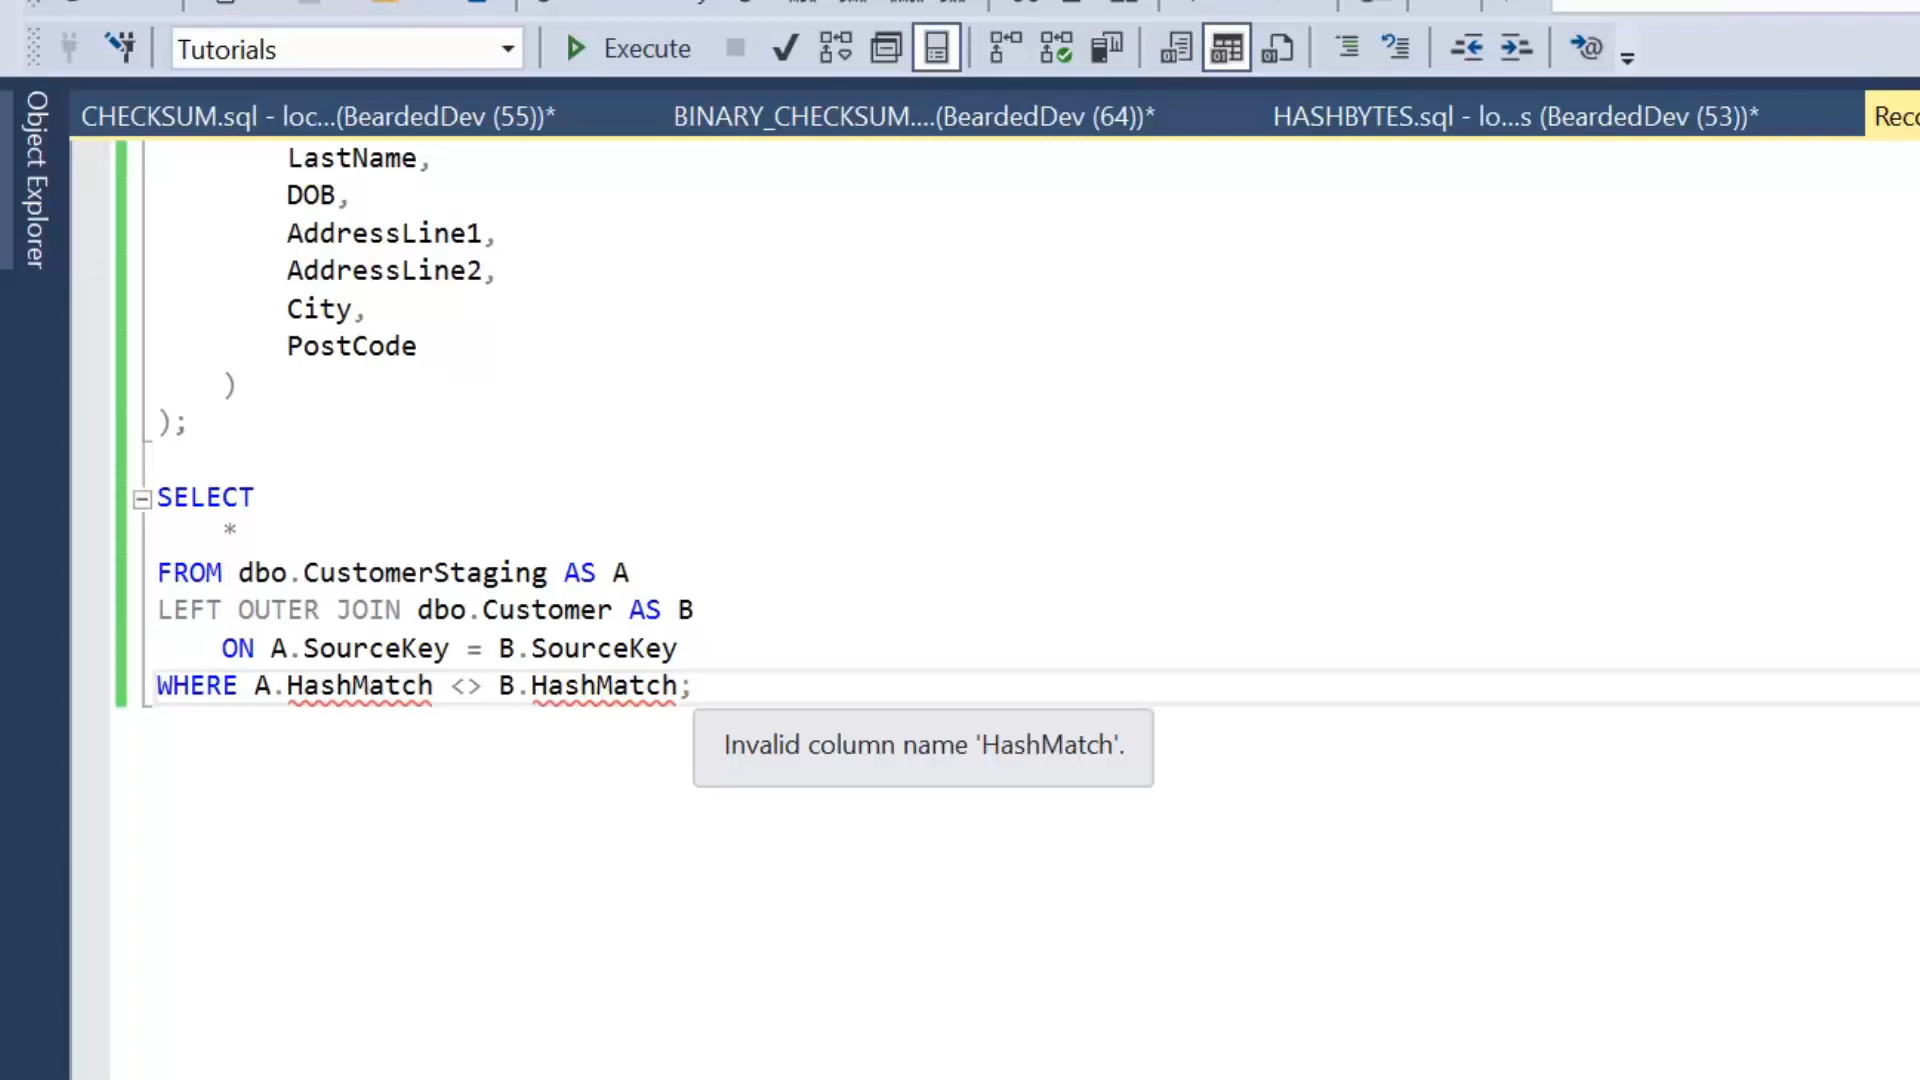 Tutorials
Execute
Object Explorer
CHECKSUM.sql - loc...(BeardedDev (55))*
BINARY_CHECKSUM....(BeardedDev (64))*
HASHBYTES.sql - lo...s (BeardedDev (53))*
Reco
LastName,
DOB,
AddressLine1,
AddressLine2,
City,
PostCode
)
);
SELECT
*
FROM dbo.CustomerStaging AS A
LEFT OUTER JOIN dbo.Customer AS B
ON A.SourceKey = B.SourceKey
WHERE A.HashMatch <> B.HashMatch;
Invalid column name 'HashMatch'.